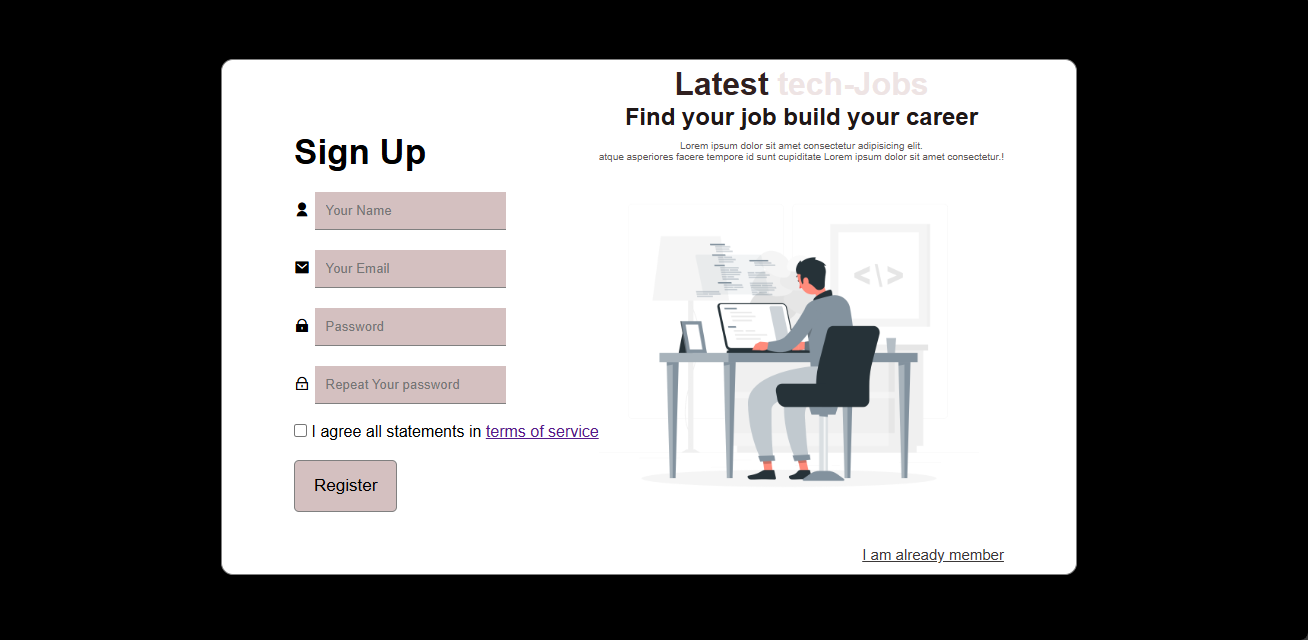 Latest tech-Jobs
Find your job build your career
Lorem ipsum dolor sit amet consectetur adipisicing elit.
atque asperiores facere tempore id sunt cupiditate Lorem ipsum dolor sit amet consectetur.!
Sign Up
Your Name
Your Email
Password
Repeat Your password
I agree all statements in terms of service
Register
<\>
I am already member